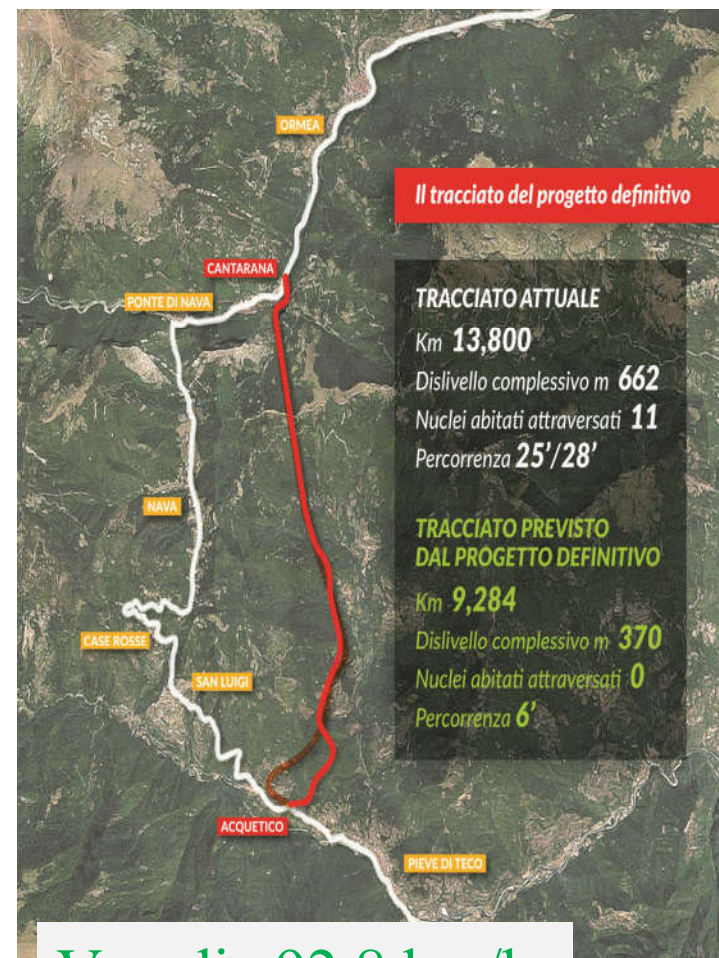 ORMEA
Il tracciato del progetto definitivo
CANTARANA
PONTE DI NAVA
TRACCIATO ATTUALE
Km 13,800
Dislivello complessivo m 662
Nuclei abitati attraversati 11
Percorrenza 25'/28'
NAVA
TRACCIATO PREVISTO
DAL PROGETTO DEFINITIVO
Km 9,284
Dislivello complessivo m 370
Nuclei abitati attraversati 0
Percorrenza 6'
CASE ROSSE
SAN LUIGI
ACQUETICO
PIEVE DI TECO